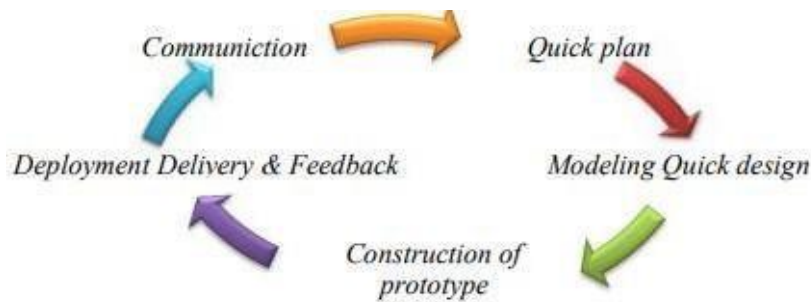 Communiction
Quick plan
Deployment Delivery & Feedback
Modeling Quick design
Construction of
prototype